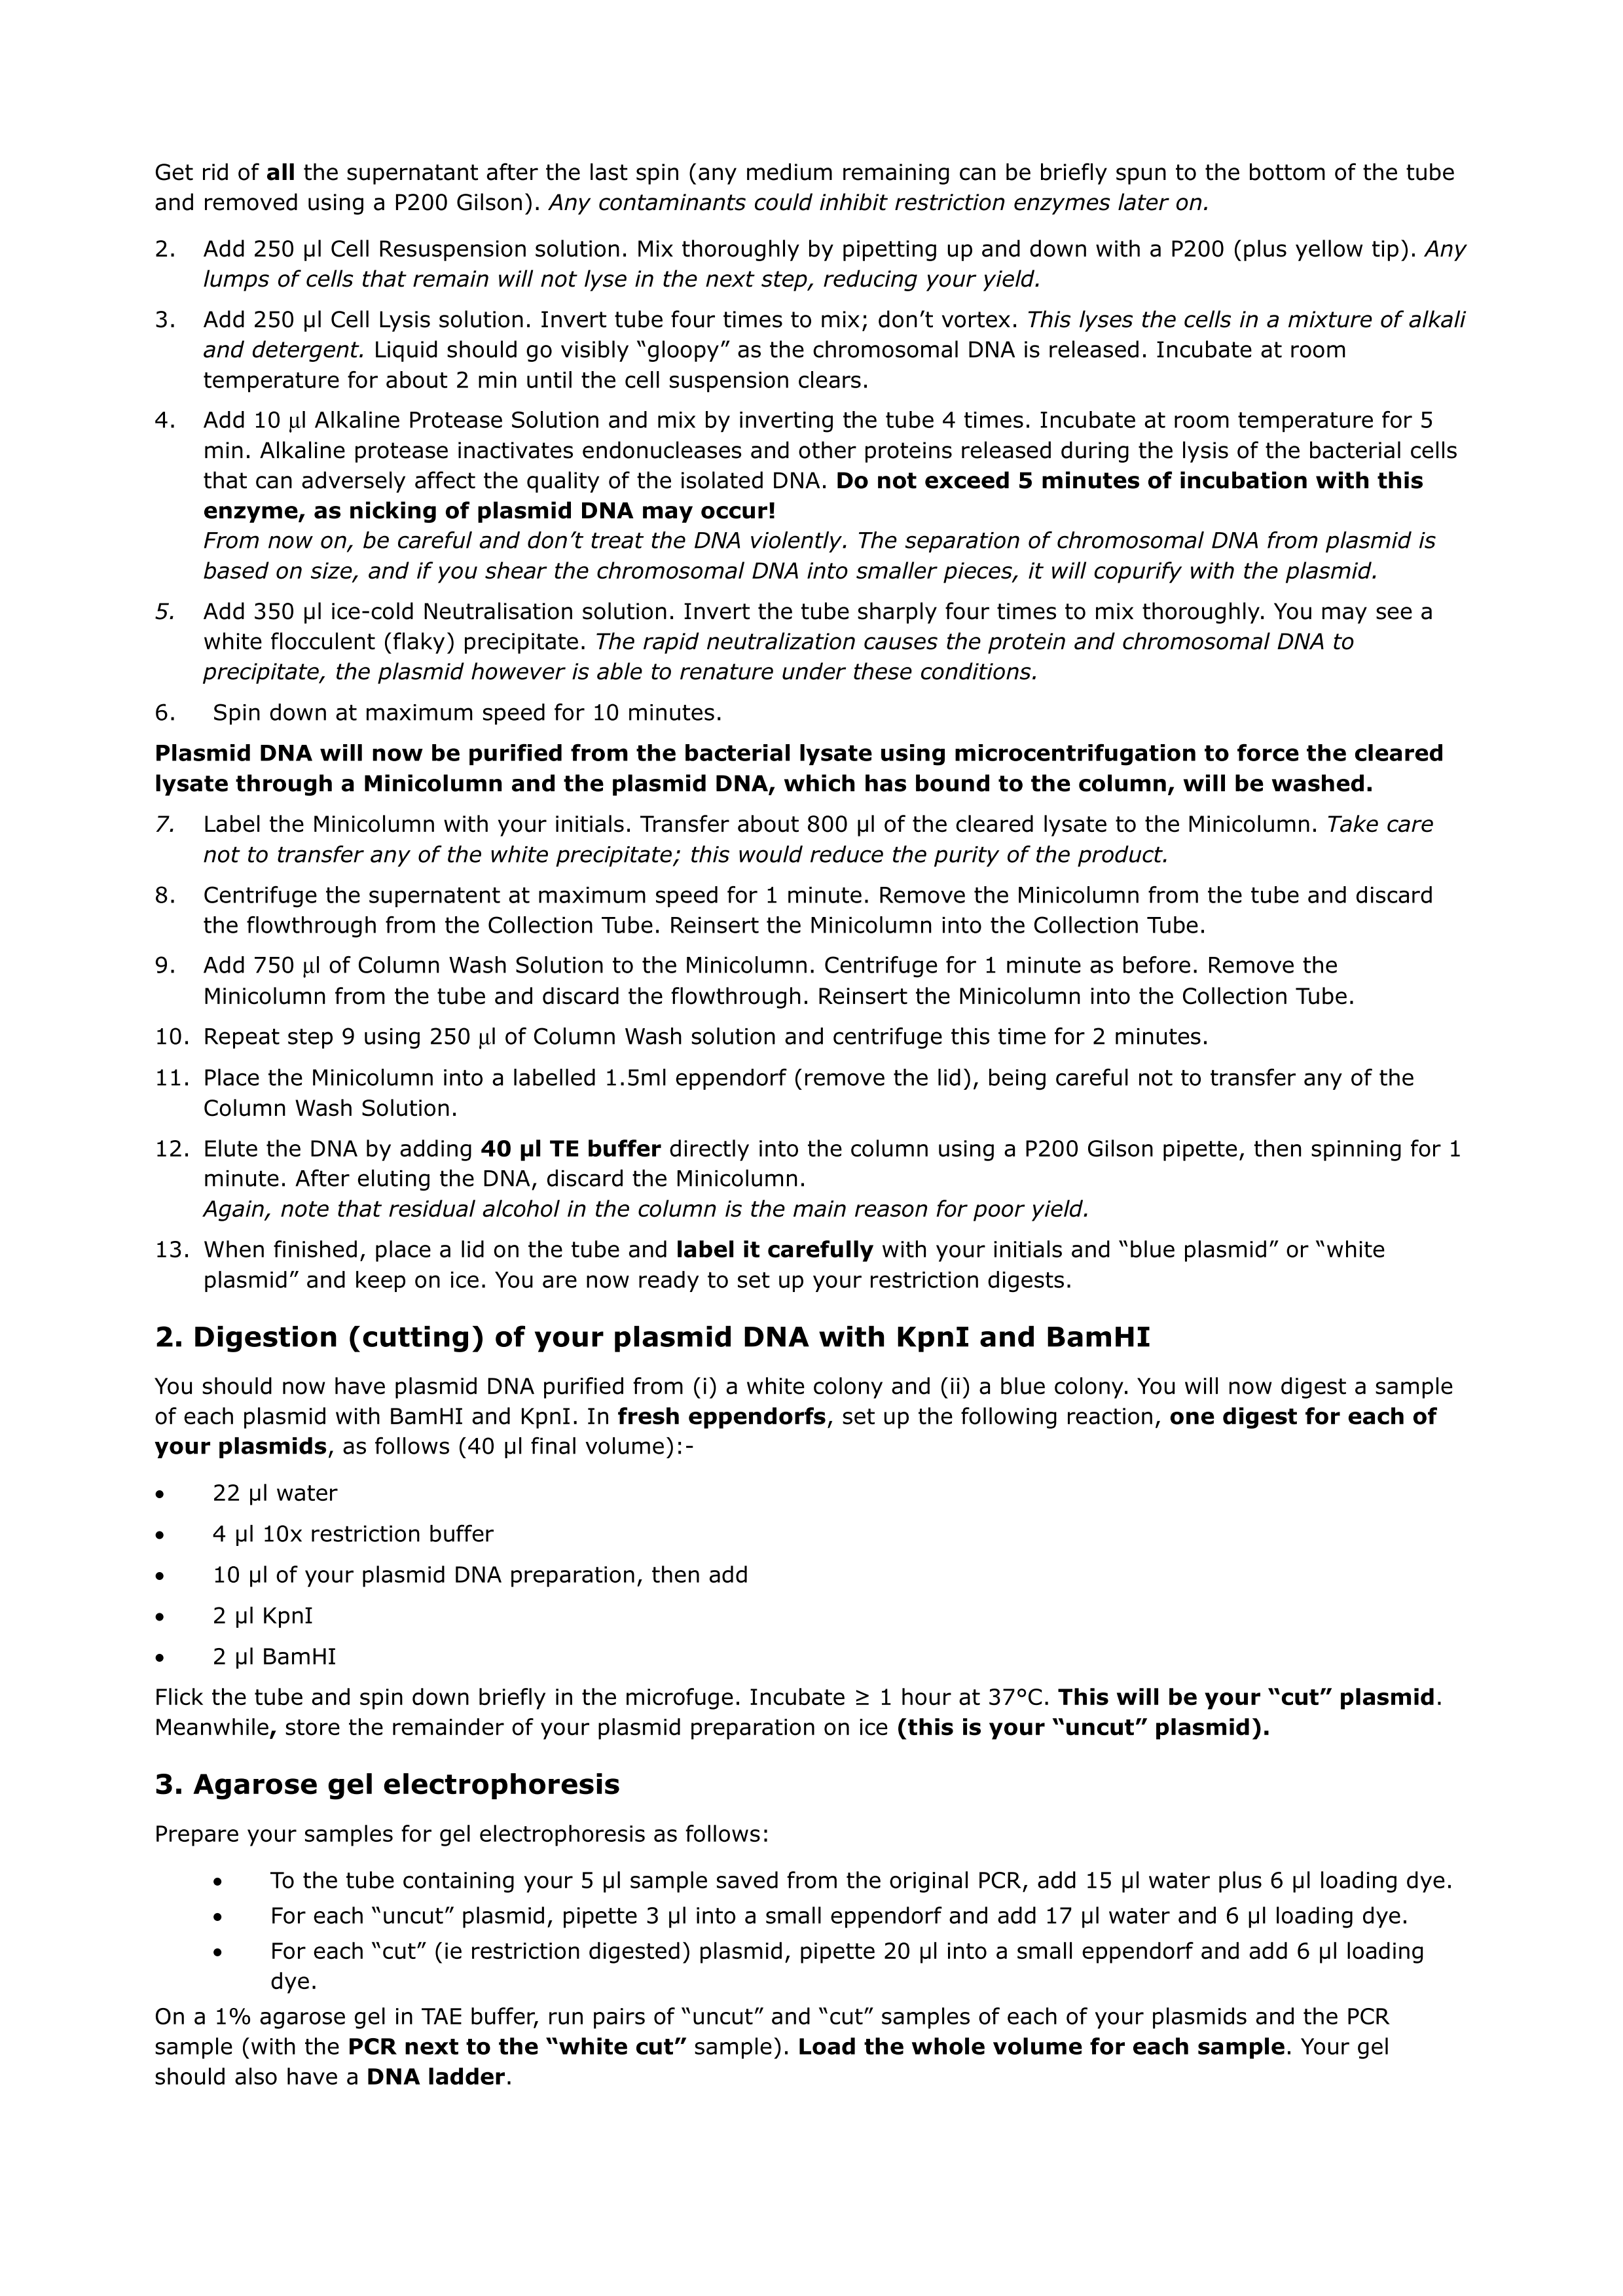 Get rid of all the supernatant after the last spin (any medium remaining can be briefly spun to the bottom of the tube
and removed using a P200 Gilson). Any contaminants could inhibit restriction enzymes later on.
2. Add 250 µl Cell Resuspension solution. Mix thoroughly by pipetting up and down with a P200 (plus yellow tip). Any
lumps of cells that remain will not lyse in the next step, reducing your yield.
3. Add 250 µl Cell Lysis solution. Invert tube four times to mix; don’t vortex. This lyses the cells in a mixture of alkali
and detergent. Liquid should go visibly “gloopy” as the chromosomal DNA is released. Incubate at room
temperature for about 2 min until the cell suspension clears.
4. Add 10 µl Alkaline Protease Solution and mix by inverting the tube 4 times. Incubate at room temperature for 5
min. Alkaline protease inactivates endonucleases and other proteins released during the lysis of the bacterial cells
that can adversely affect the quality of the isolated DNA. Do not exceed 5 minutes of incubation with this
enzyme, as nicking of plasmid DNA may occur!
From now on, be careful and don’t treat the DNA violently. The separation of chromosomal DNA from plasmid is
based on size, and if you shear the chromosomal DNA into smaller pieces, it will copurify with the plasmid.
5. Add 350 µl ice-cold Neutralisation solution. Invert the tube sharply four times to mix thoroughly. You may see a
white flocculent (flaky) precipitate. The rapid neutralization causes the protein and chromosomal DNA to
precipitate, the plasmid however is able to renature under these conditions.
6. Spin down at maximum speed for 10 minutes.
Plasmid DNA will now be purified from the bacterial lysate using microcentrifugation to force the cleared
lysate through a Minicolumn and the plasmid DNA, which has bound to the column, will be washed.
7. Label the Minicolumn with your initials. Transfer about 800 µl of the cleared lysate to the Minicolumn. Take care
not to transfer any of the white precipitate; this would reduce the purity of the product.
8. Centrifuge the supernatent at maximum speed for 1 minute. Remove the Minicolumn from the tube and discard
the flowthrough from the Collection Tube. Reinsert the Minicolumn into the Collection Tube.
9. Add 750 µl of Column Wash Solution to the Minicolumn. Centrifuge for 1 minute as before. Remove the
Minicolumn from the tube and discard the flowthrough. Reinsert the Minicolumn into the Collection Tube.
10. Repeat step 9 using 250 µl of Column Wash solution and centrifuge this time for 2 minutes.
11. Place the Minicolumn into a labelled 1.5ml eppendorf (remove the lid), being careful not to transfer any of the
Column Wash Solution.
12. Elute the DNA by adding 40 µl TE buffer directly into the column using a P200 Gilson pipette, then spinning for 1
minute. After eluting the DNA, discard the Minicolumn.
Again, note that residual alcohol in the column is the main reason for poor yield.
13. When finished, place a lid on the tube and label it carefully with your initials and “blue plasmid” or “white
plasmid” and keep on ice. You are now ready to set up your restriction digests.
2. Digestion (cutting) of your plasmid DNA with KpnI and BamHI
You should now have plasmid DNA purified from (i) a white colony and (ii) a blue colony. You will now digest a sample
of each plasmid with BamHI and KpnI. In fresh eppendorfs, set up the following reaction, one digest for each of
your plasmids, as follows (40 µl final volume):-
• 22 µl water
• 4 µl 10x restriction buffer
• 10 µl of your plasmid DNA preparation, then add
• 2 µl KpnI
• 2 µl BamHI
Flick the tube and spin down briefly in the microfuge. Incubate ≥ 1 hour at 37°C. This will be your “cut” plasmid.
Meanwhile, store the remainder of your plasmid preparation on ice (this is your “uncut” plasmid).
3. Agarose gel electrophoresis
Prepare your samples for gel electrophoresis as follows:
• To the tube containing your 5 µl sample saved from the original PCR, add 15 µl water plus 6 µl loading dye.
• For each “uncut” plasmid, pipette 3 µl into a small eppendorf and add 17 µl water and 6 µl loading dye.
• For each “cut” (ie restriction digested) plasmid, pipette 20 µl into a small eppendorf and add 6 µl loading
dye.
On a 1% agarose gel in TAE buffer, run pairs of “uncut” and “cut” samples of each of your plasmids and the PCR
sample (with the PCR next to the “white cut” sample). Load the whole volume for each sample. Your gel
should also have a DNA ladder.